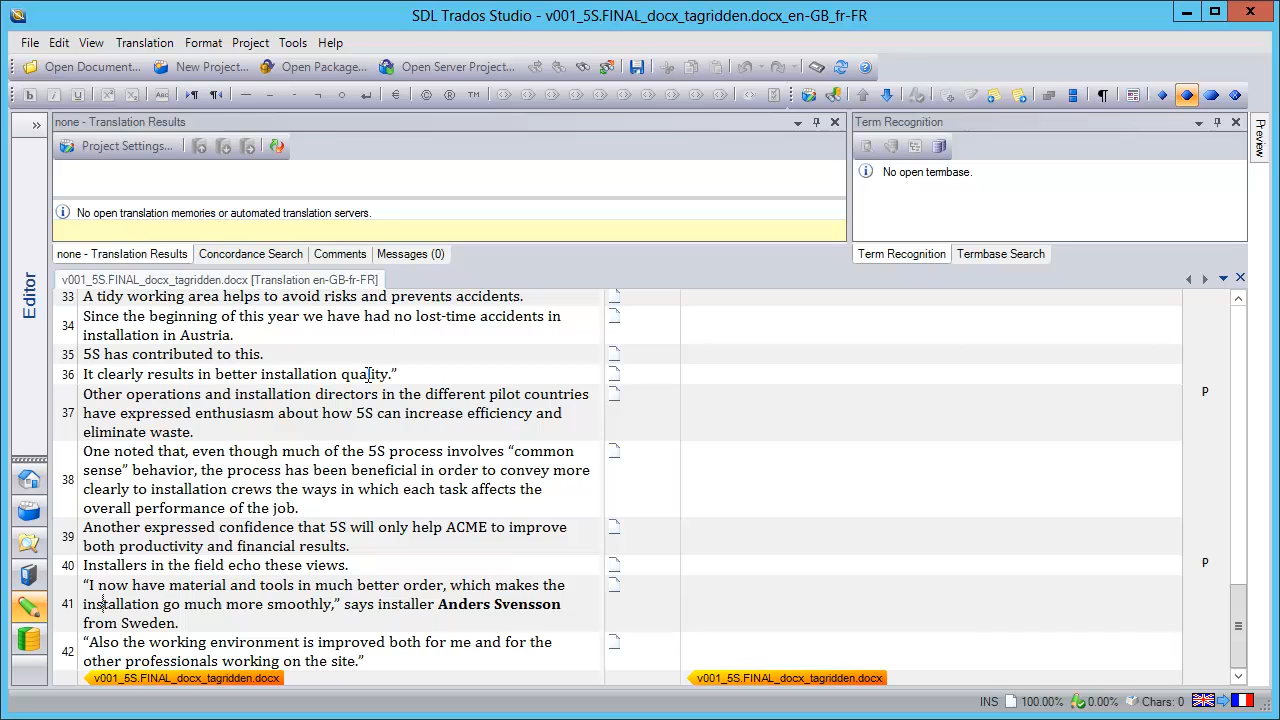 SDL Trados Studio - v001_5S.FINAL_docx_tagridden.docx_en-GB_fr-FR
File Edit View Translation Format Project Tools Help
Open Document... New Project... Open Package... Open Server Project...
none - Translation Results
Term Recognition
Preview
Project Settings...
No open termbase.
No open translation memories or automated translation servers.
none - Translation Results Concordance Search Comments Messages (0)
Term Recognition Termbase Search
Editor
v001_5S.FINAL_docx_tagridden.docx [Translation en-GB-fr-FR]
33 A tidy working area helps to avoid risks and prevents accidents.
34 Since the beginning of this year we have had no lost-time accidents in
installation in Austria.
35 5S has contributed to this.
36 It clearly results in better installation quality.”
37 Other operations and installation directors in the different pilot countries P
have expressed enthusiasm about how 5S can increase efficiency and
eliminate waste.
38 One noted that, even though much of the 5S process involves “common
sense” behavior, the process has been beneficial in order to convey more
clearly to installation crews the ways in which each task affects the
overall performance of the job.
39 Another expressed confidence that 5S will only help ACME to improve
both productivity and financial results.
40 Installers in the field echo these views. P
41 “I now have material and tools in much better order, which makes the
installation go much more smoothly,” says installer Anders Svensson
from Sweden.
42 “Also the working environment is improved both for me and for the
other professionals working on the site.”
v001_5S.FINAL_docx_tagridden.docx v001_5S.FINAL_docx_tagridden.docx
INS 100.00% 0.00% Chars: 0